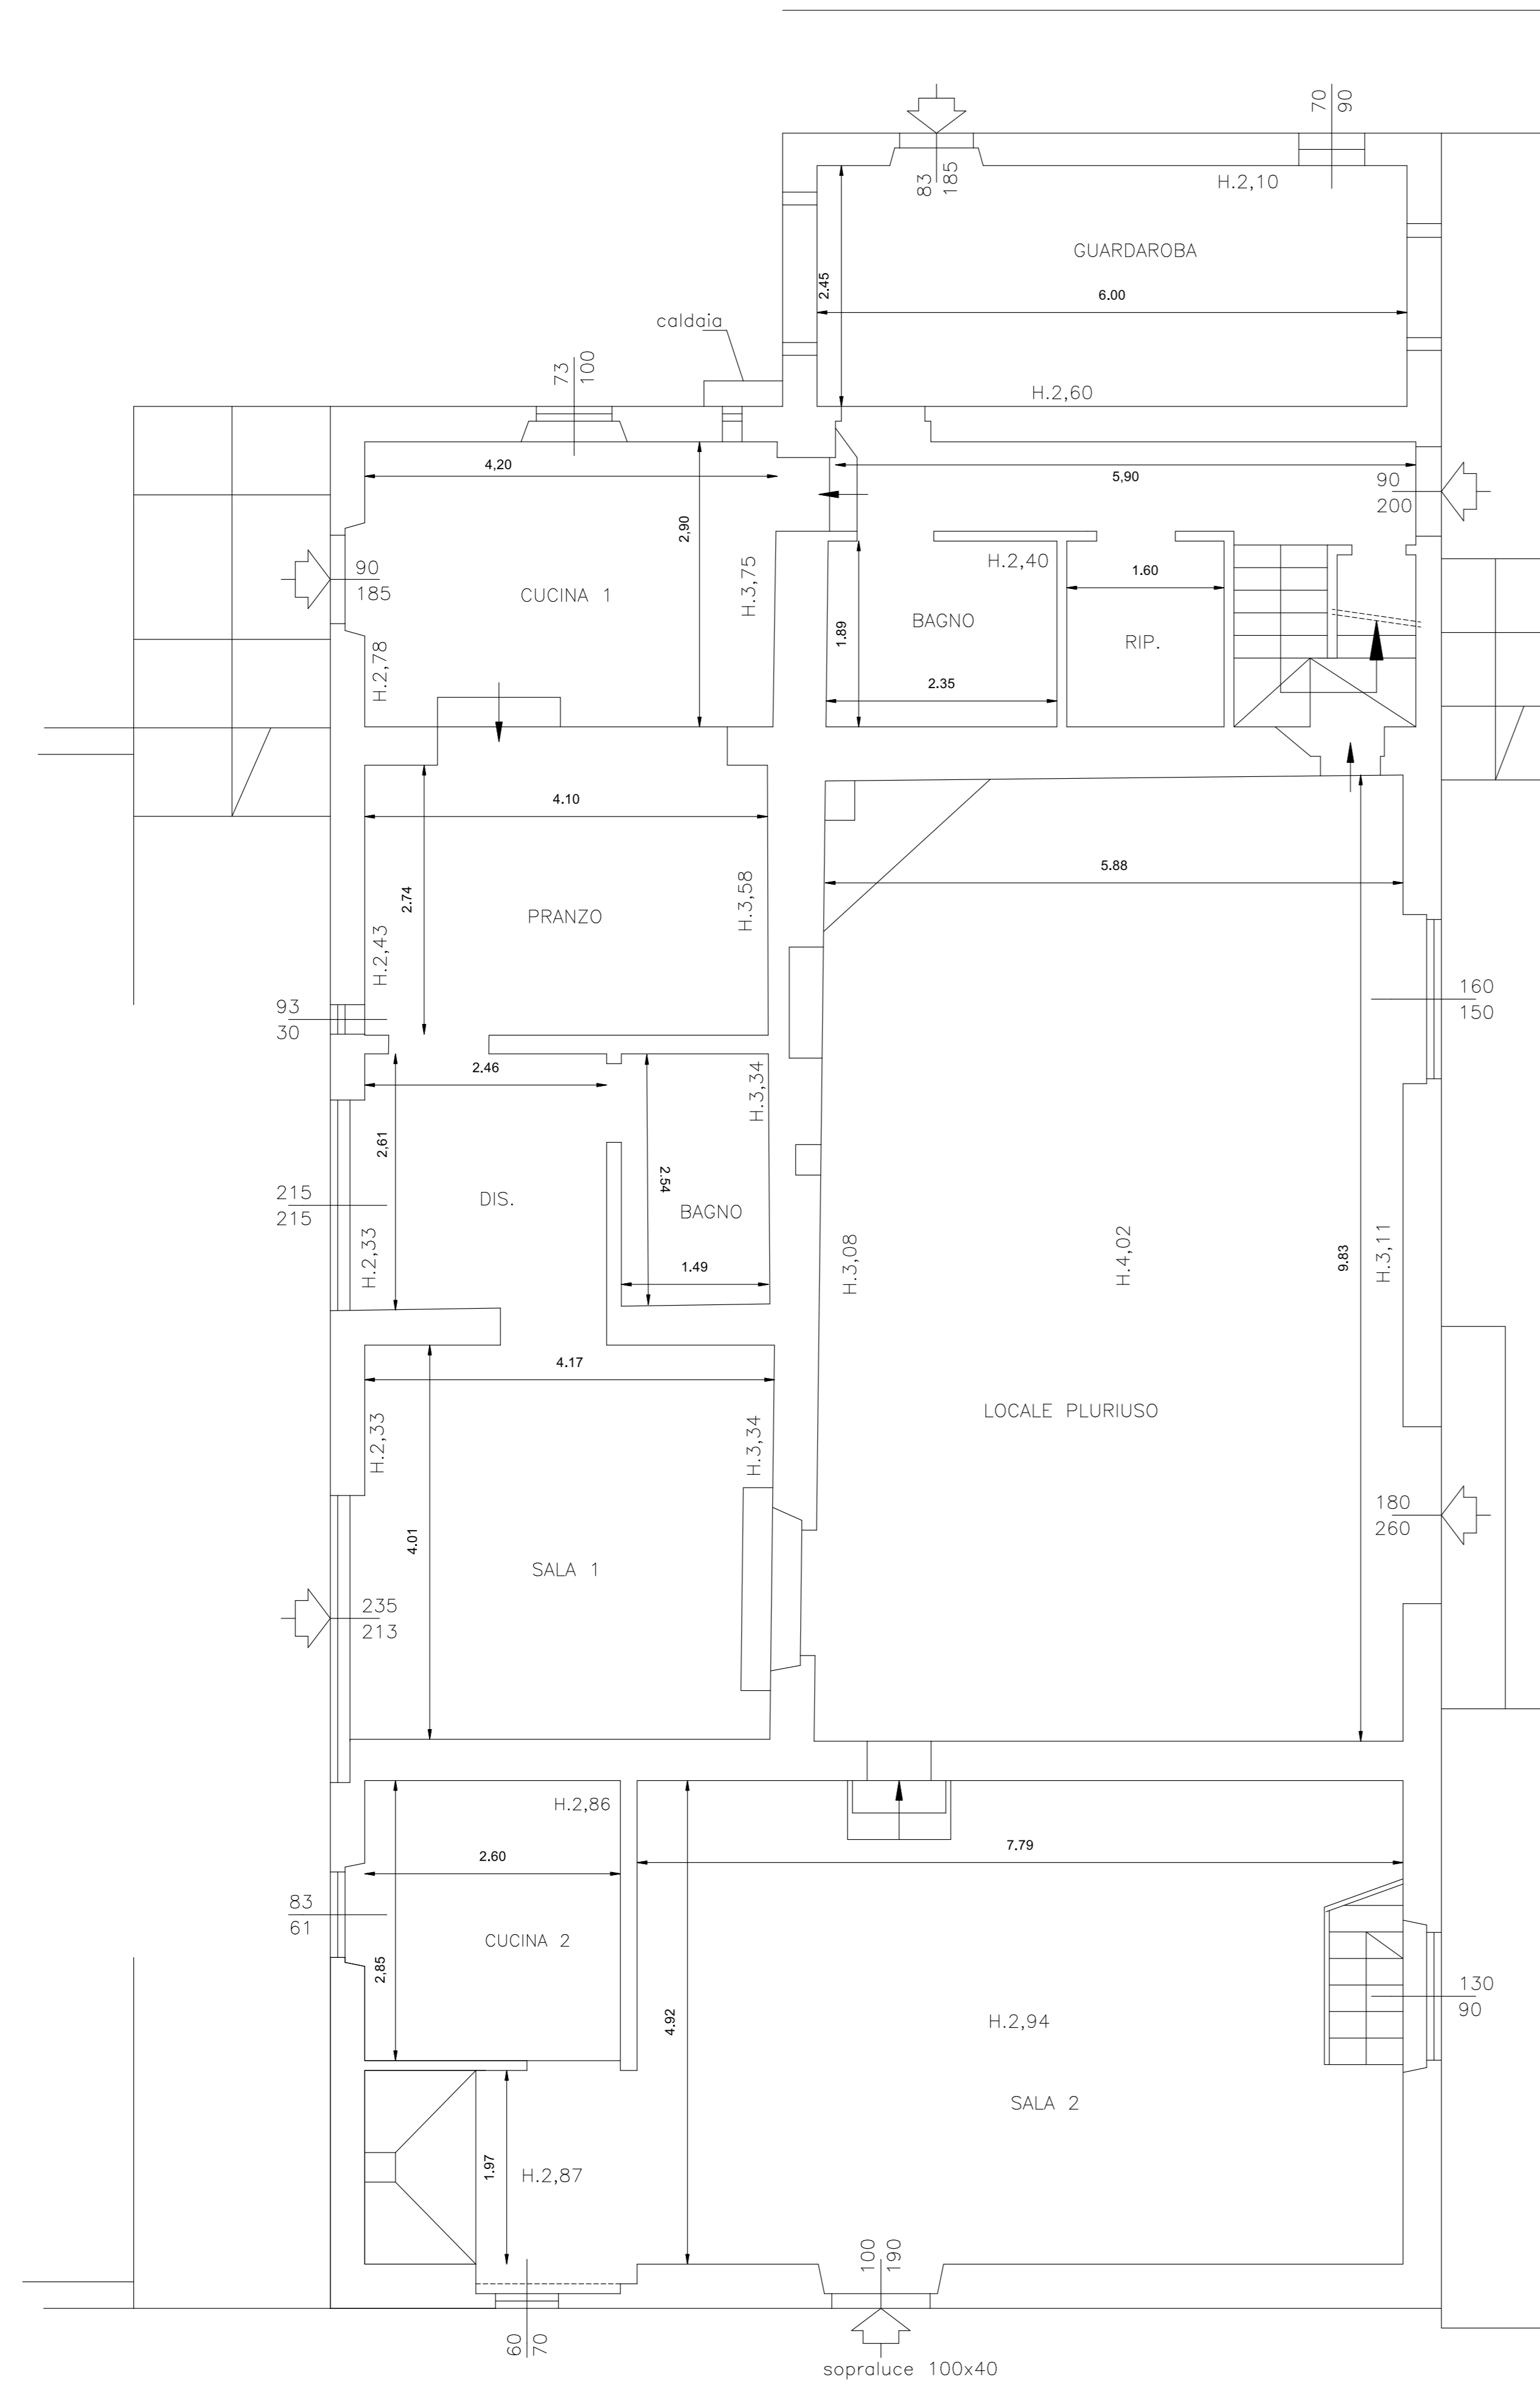 70
90
83
185
H.2,10
GUARDAROBA
2.45
6.00
caldaia
73
100
H.2,60
4,20
5,90
90
200
2,90
H.3,75
H.2,40
1.60
90
185
CUCINA 1
BAGNO
1.89
RIP.
H.2,78
2.35
4.10
5.88
2.74
H.3,58
PRANZO
H.2,43
160
150
93
30
2.46
H.3,34
2,61
2.54
215
215
DIS.
BAGNO
H.2,33
1.49
H.3,08
H.4,02
9.83
H.3,11
4.17
LOCALE PLURIUSO
H.2,33
H.3,34
180
260
4.01
SALA 1
235
213
H.2,86
7.79
2.60
83
61
CUCINA 2
2,85
130
90
4.92
H.2,94
SALA 2
1.97
H.2,87
100
190
60
70
sopraluce 100x40